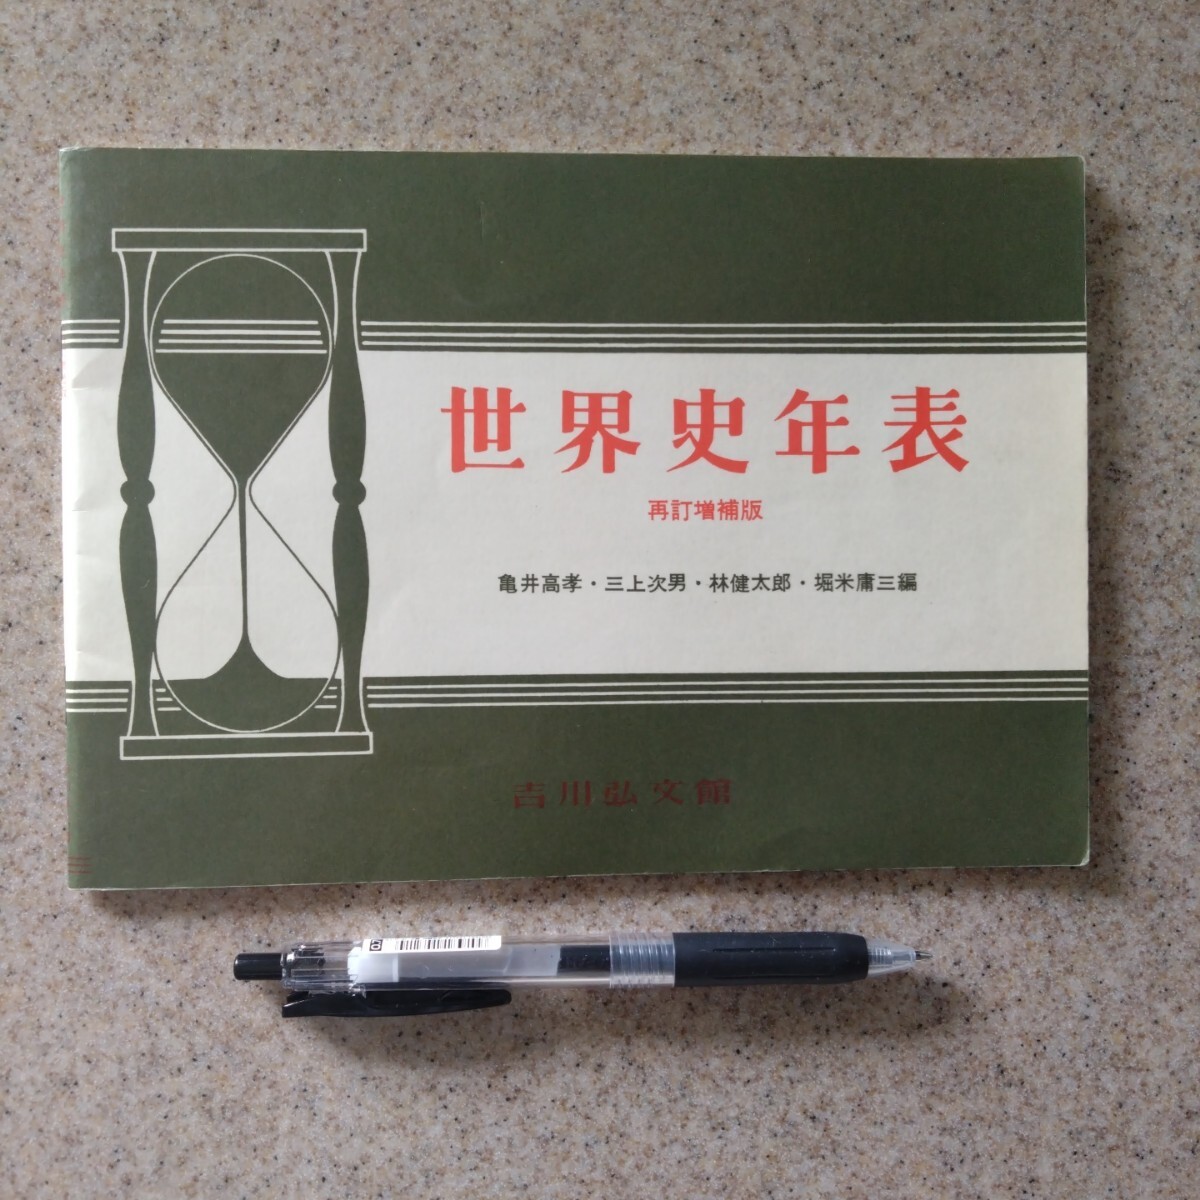 世界史年表
再訂増補版
亀井高孝・三上次男・林健太郎・堀米庸三編
吉川弘文館